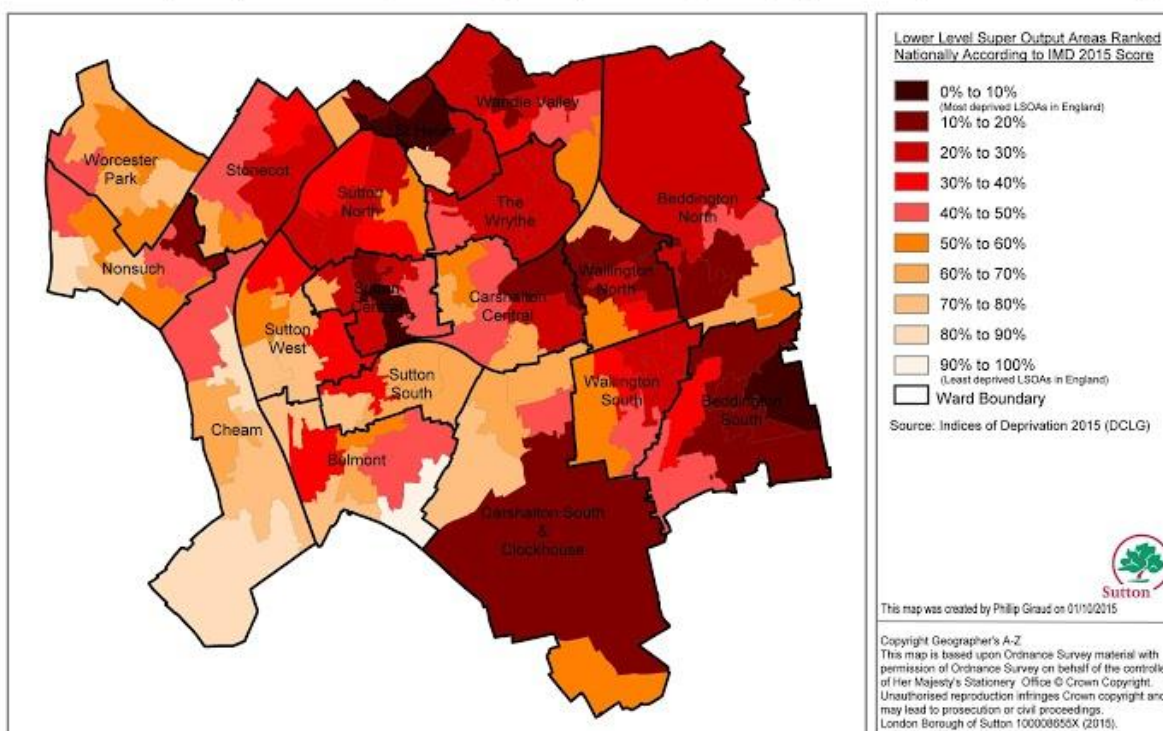 Lower Level Super Output Areas Ranked
Nationally According to IMD 2015 Score
0% to 10%
(Most deprived LSOAs in England)
10% to 20%
20% to 30%
30% to 40%
40% to 50%
50% to 60%
60% to 70%
70% to 80%
80% to 90%
90% to 100%
(Least deprived LSOAs in England)
Ward Boundary
Source: Indices of Deprivation 2015 (DCLG)
Sutton
This map was created by Phillip Giraud on 01/10/2015
Copyright Geographer's A-Z
This map is based upon Ordnance Survey material with
permission of Ordnance Survey on behalf of the controlle
of Her Majesty's Stationery Office © Crown Copyright.
Unauthorised reproduction infringes Crown copyright and
may lead to prosecution or civil proceedings.
London Borough of Sutton 100008655X (2015).
Wandle Valley
St Helier
Worcester
Park
Stonecot
Sutton
North
The
Wrythe
Beddington
North
Nonsuch
Wallington
North
Sutton
Central
Carshalton
Central
Sutton
West
Sutton
South
Wallington
South
Beddington
South
Cheam
Belmont
Carshalton South
&
Clockhouse